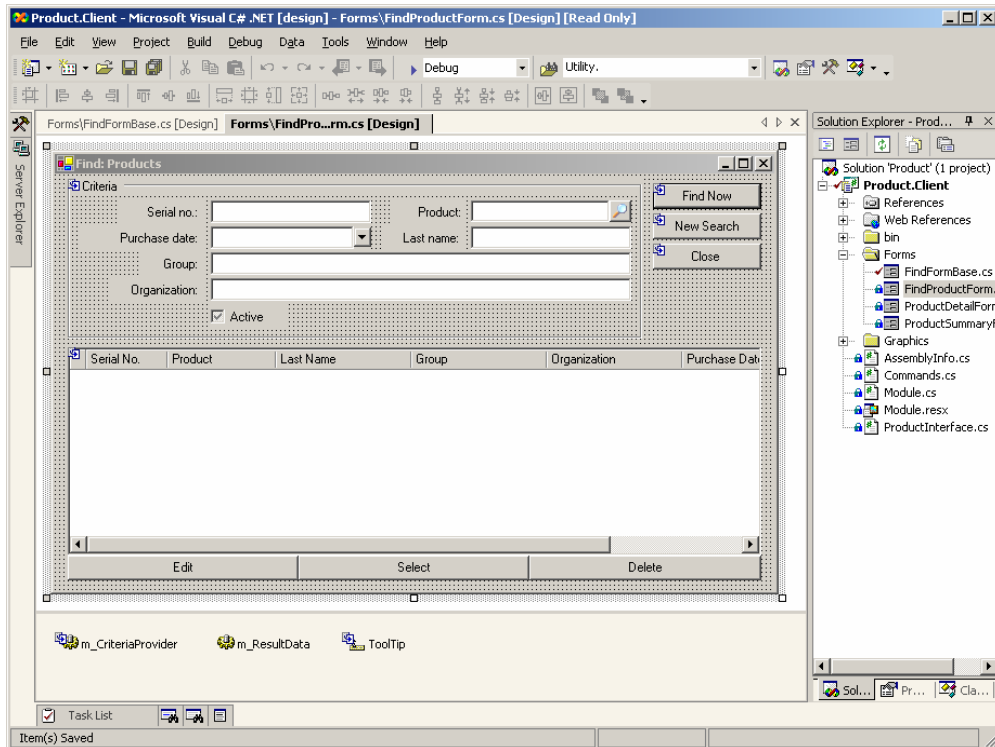 Product.Client - Microsoft Visual C# .NET [design] - Forms\FindProductForm.cs [Design] [Read Only]
File Edit View Project Build Debug Data Tools Window Help
Debug Utility.
Forms\FindFormBase.cs [Design] Forms\FindPro...rm.cs [Design]
Server Explorer
Find: Products
Criteria
Serial no.: Product: Find Now
Purchase date: Last name: New Search
Group: Close
Organization:
Active
Serial No. Product Last Name Group Organization Purchase Dat
Edit Select Delete
m_CriteriaProvider m_ResultData ToolTip
Solution Explorer - Prod...
Solution 'Product' (1 project)
Product.Client
References
Web References
bin
Forms
FindFormBase.cs
FindProductForm.
ProductDetailForr
ProductSummaryF
Graphics
AssemblyInfo.cs
Commands.cs
Module.cs
Module.resx
ProductInterface.cs
Sol... Pr... Cla...
Task List
Item(s) Saved